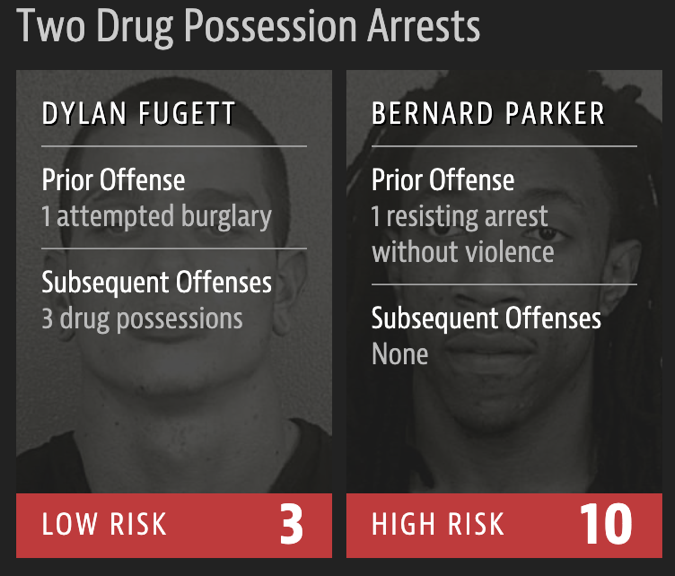 Two Drug Possession Arrests
DYLAN FUGETT
Prior Offense
1 attempted burglary
Subsequent Offenses
3 drug possessions
LOW RISK 3
BERNARD PARKER
Prior Offense
1 resisting arrest
without violence
Subsequent Offenses
None
HIGH RISK 10